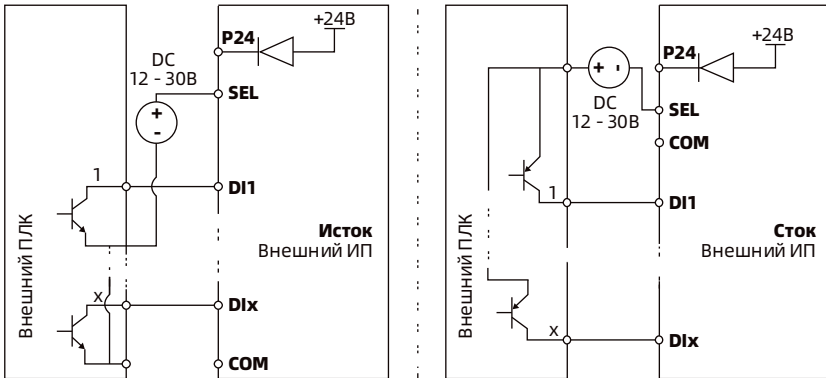 +24В
P24
DC
12 - 30В
SEL
+
-
1
DI1
Внешний ПЛК
Исток
Внешний ИП
x
DIx
COM
+24В
P24
+ -
DC
12 - 30В
SEL
COM
1
DI1
Внешний ПЛК
Сток
Внешний ИП
x
DIx